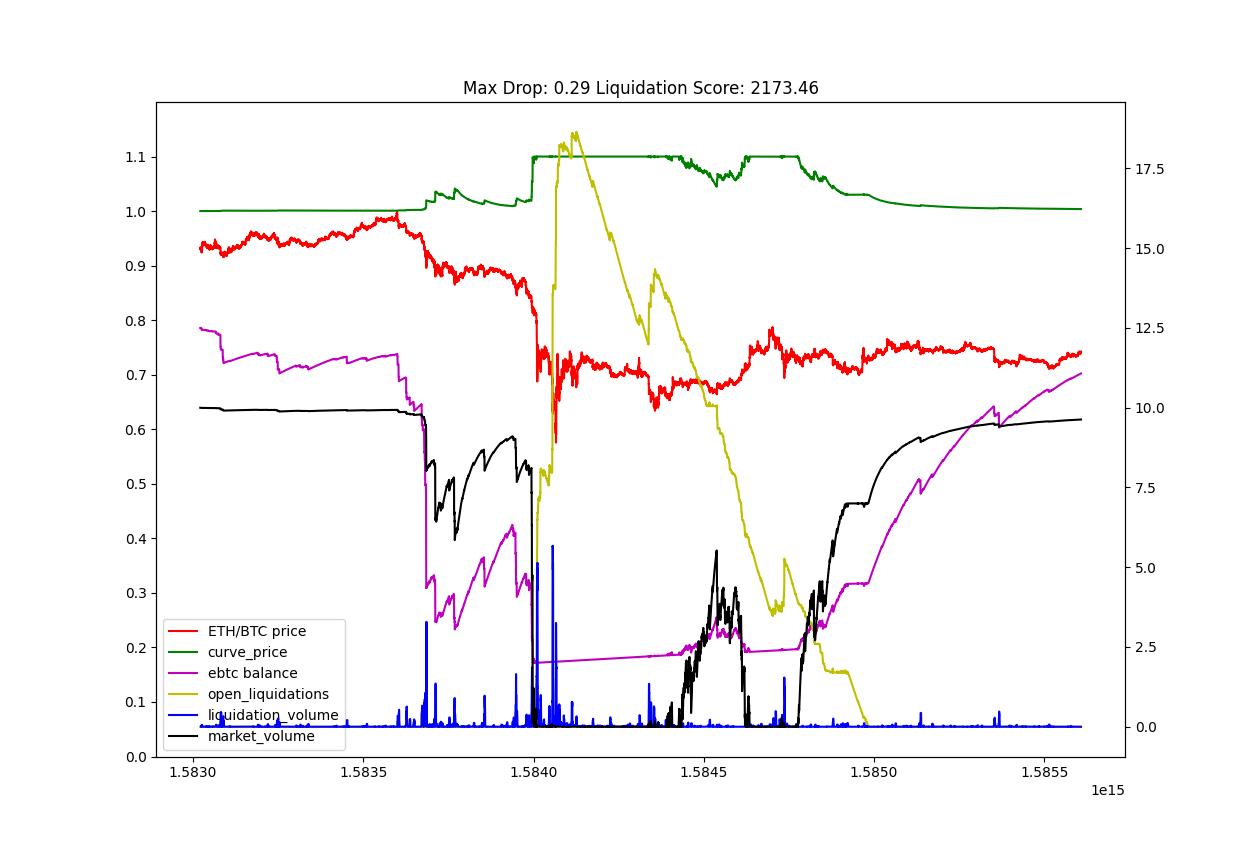 Max Drop: 0.29 Liquidation Score: 2173.46
1.1
1.0
0.9
0.8
0.7
0.6
0.5
0.4
0.3
0.2
0.1
0.0
17.5
15.0
12.5
10.0
7.5
5.0
2.5
0.0
ETH/BTC price
curve_price
ebtc balance
open_liquidations
liquidation_volume
market_volume
1.5830 1.5835 1.5840 1.5845 1.5850 1.5855
1e15